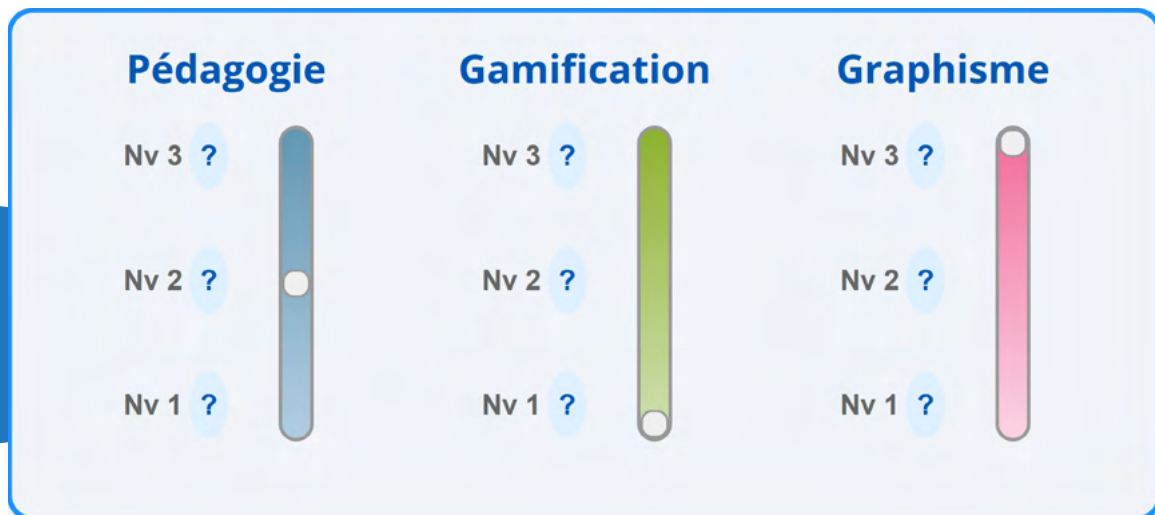 Pédagogie Gamification Graphisme
Nv 3 ? Nv 3 ? Nv 3 ?
Nv 2 ? Nv 2 ? Nv 2 ?
Nv 1 ? Nv 1 ? Nv 1 ?